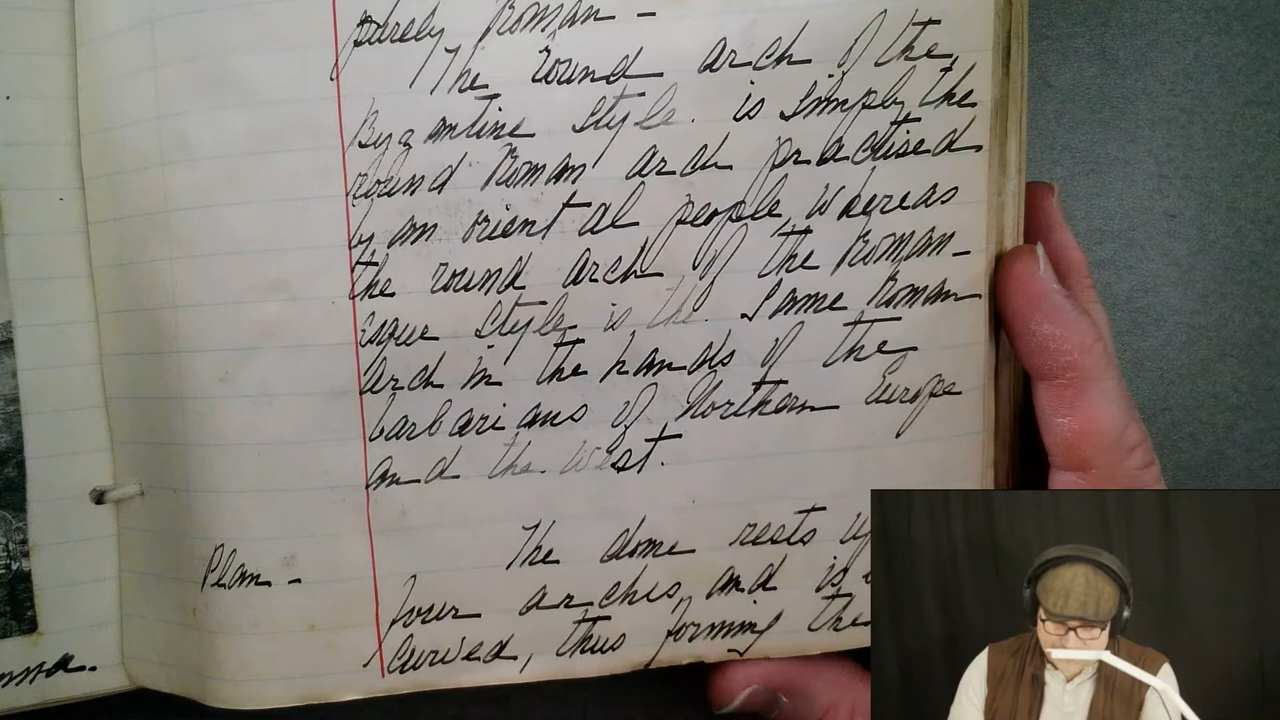 purely Roman -
The round arch of the
Byzantine style. is simply the
round Roman arch practised
by an oriental people, whereas
the round arch of the Roman-
esque style is the. same Roman
arch in the hands of the
barbarians of Northern Europe
and the. West.
Plan - The dome rests
four arches, and is
curved, thus forming the